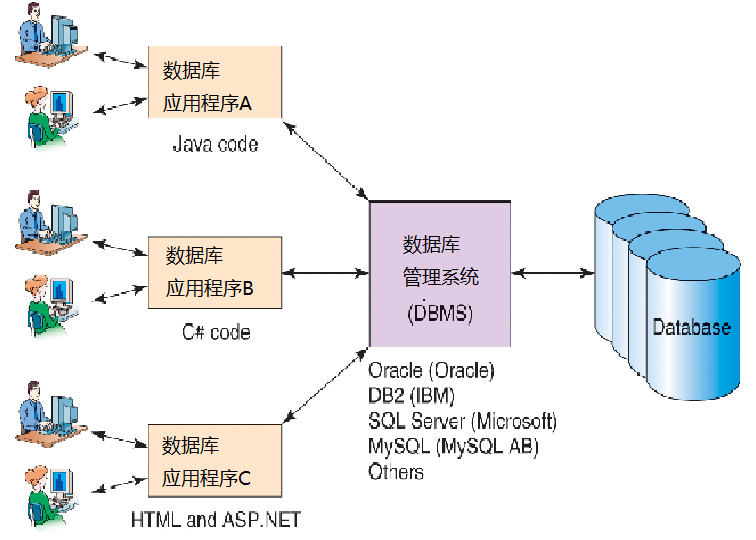 数据库
应用程序A
Java code
数据库
应用程序B
C# code
数据库
应用程序C
HTML and ASP.NET
数据库
管理系统
(DBMS)
Oracle (Oracle)
DB2 (IBM)
SQL Server (Microsoft)
MySQL (MySQL AB)
Others
Database